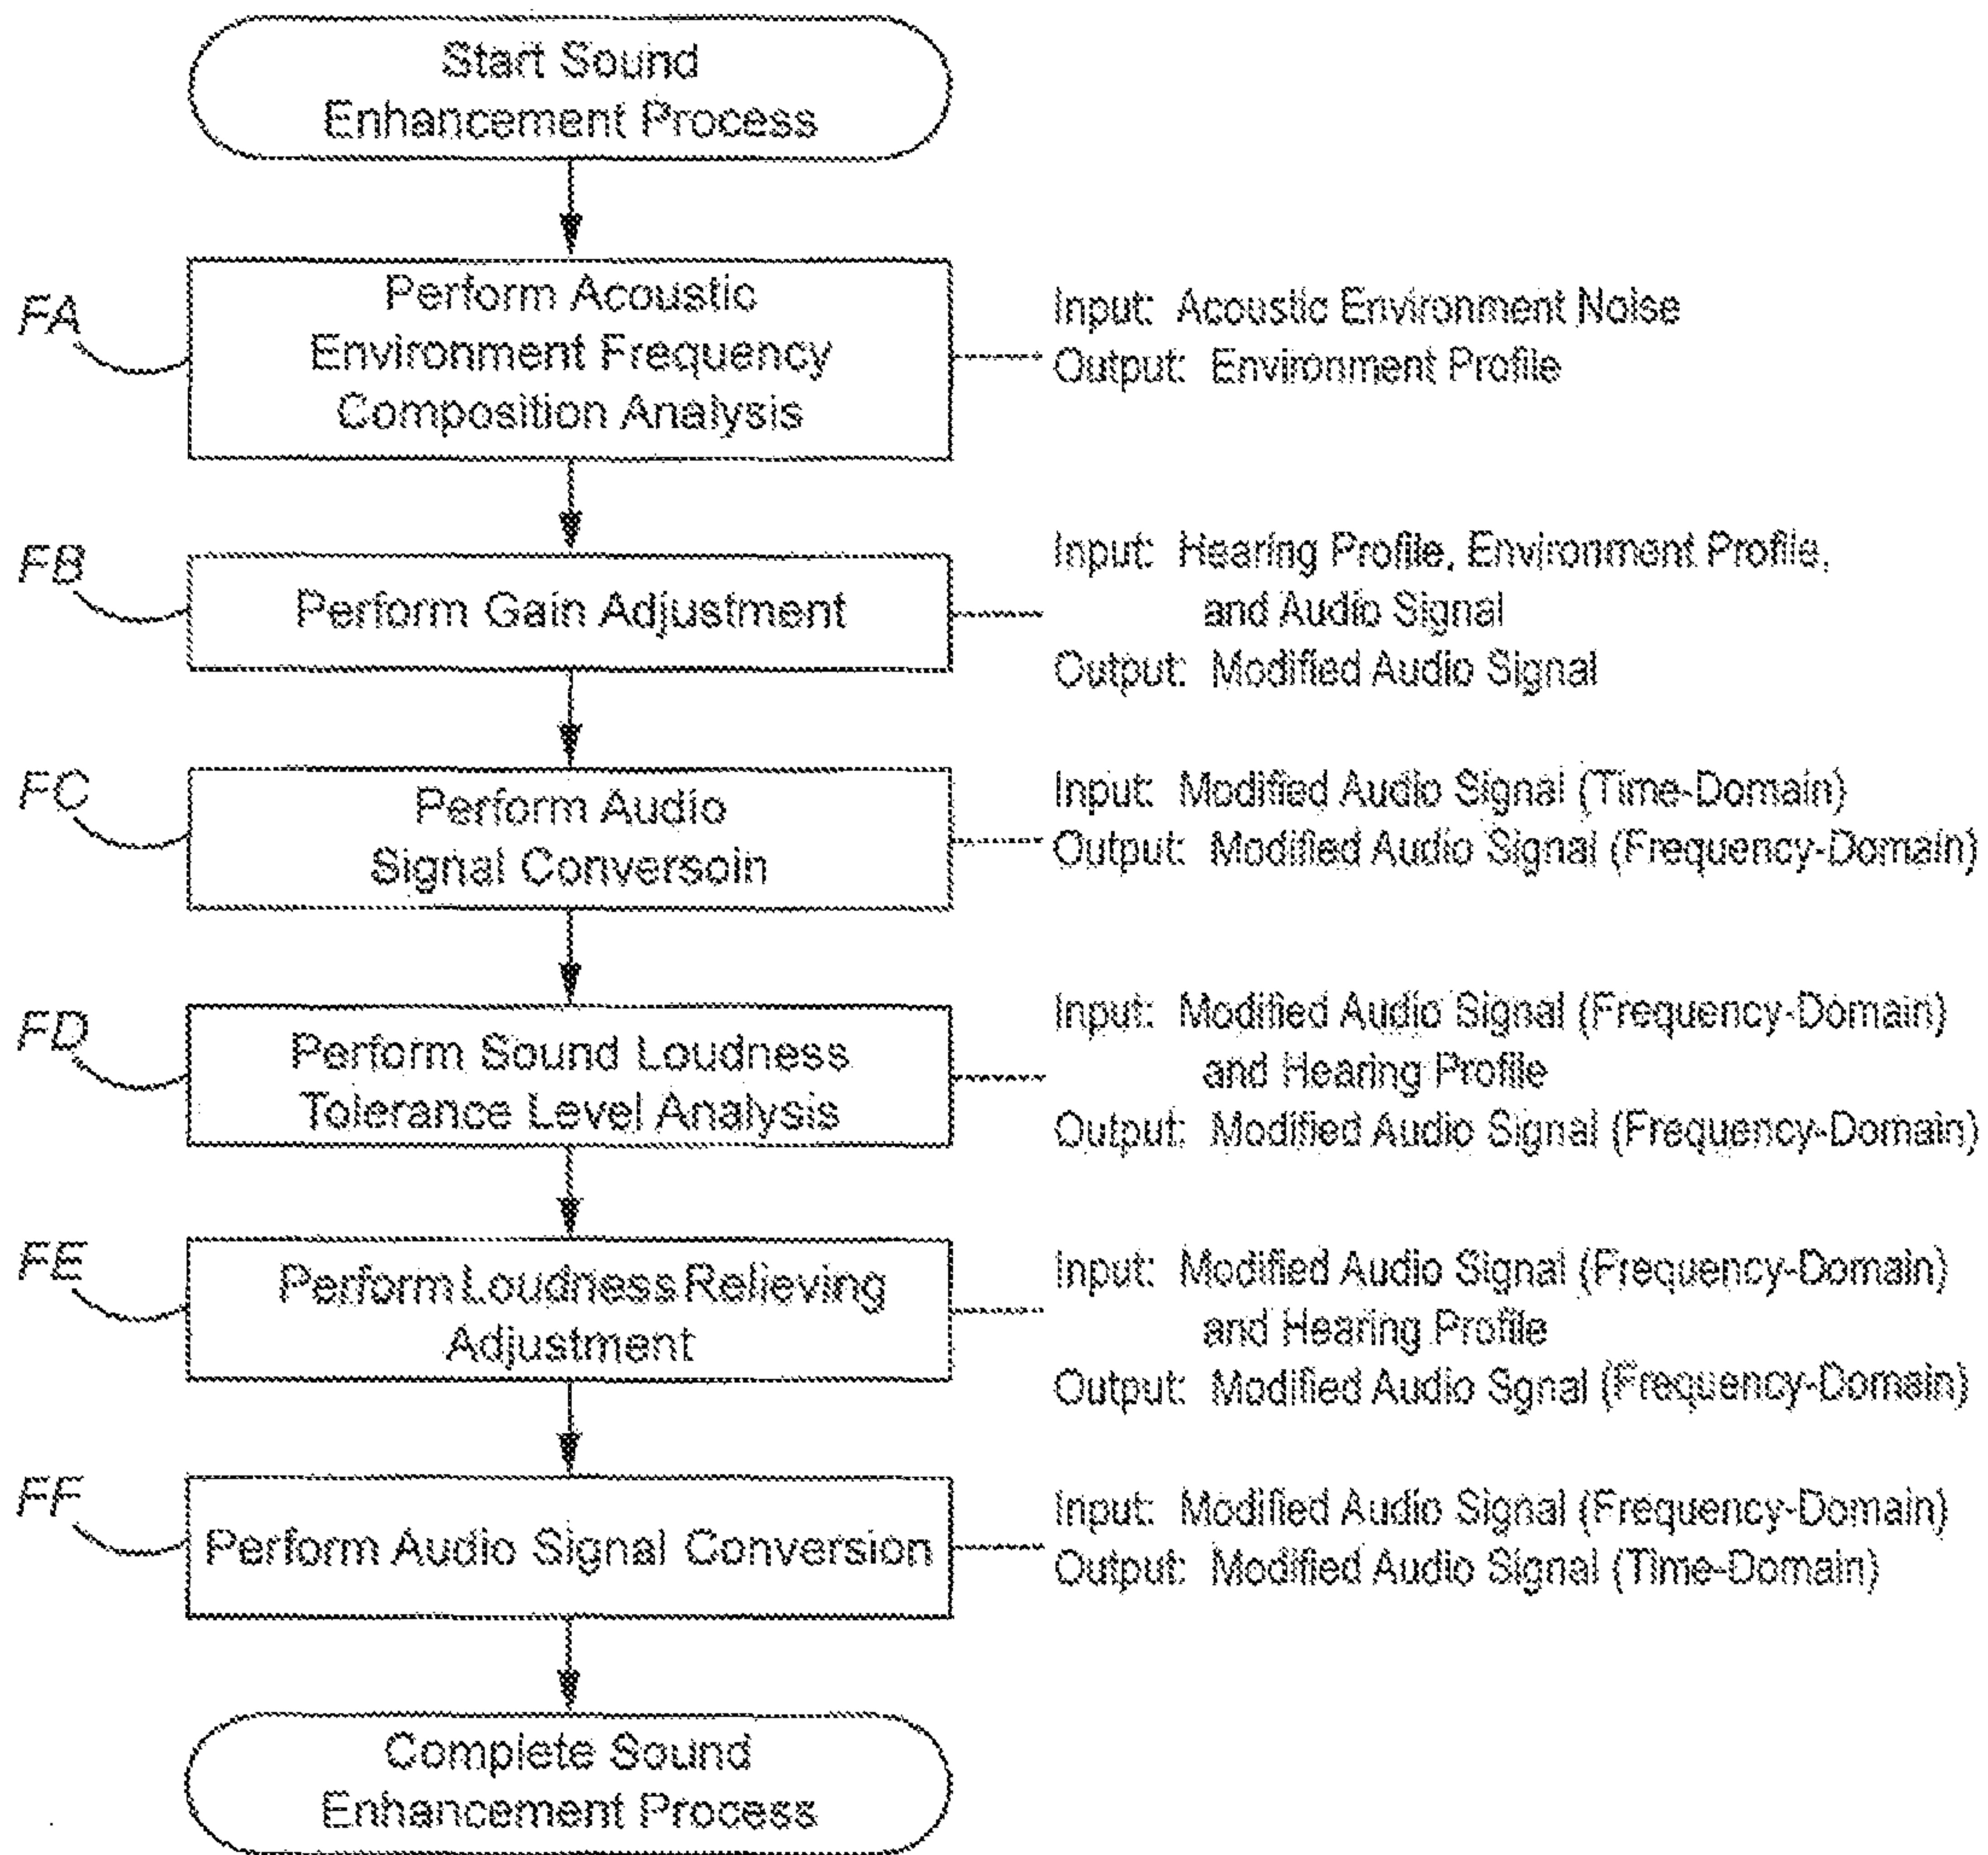 Start Sound
Enhancement Process
FA
Perform Acoustic
Environment Frequency
Composition Analysis
Input: Acoustic Environment Noise
Output: Environment Profile
FB
Perform Gain Adjustment
Input: Hearing Profile, Environment Profile,
and Audio Signal
Output: Modified Audio Signal
FC
Perform Audio
Signal Conversoin
Input: Modified Audio Signal (Time-Domain)
Output: Modified Audio Signal (Frequency-Domain)
FD
Perform Sound Loudness
Tolerance Level Analysis
Input: Modified Audio Signal (Frequency-Domain)
and Hearing Profile
Output: Modified Audio Signal (Frequency-Domain)
FE
Perform Loudness Relieving
Adjustment
Input: Modified Audio Signal (Frequency-Domain)
and Hearing Profile
Output: Modified Audio Sgnal (Frequency-Domain)
FF
Perform Audio Signal Conversion
Input: Modified Audio Signal (Frequency-Domain)
Output: Modified Audio Signal (Time-Domain)
Complete Sound
Enhancement Process